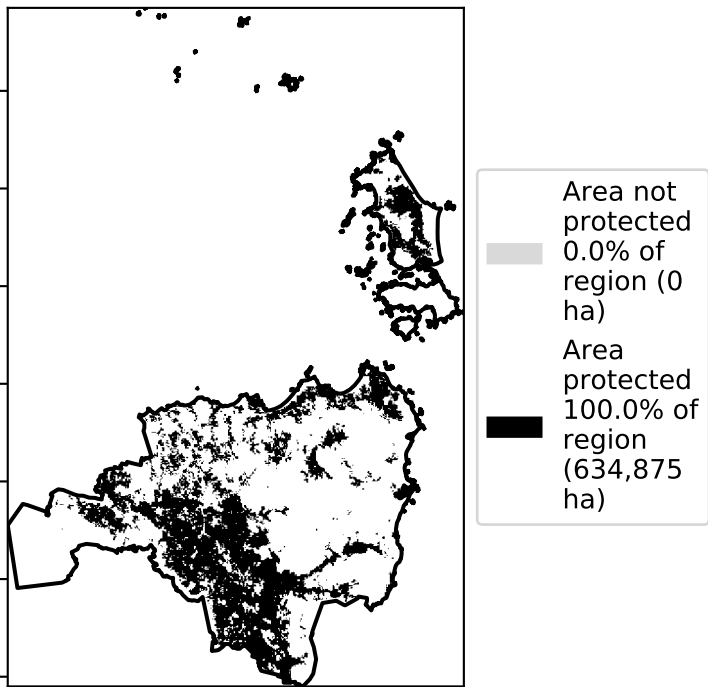 Area not
protected
0.0% of
region (0
ha)
Area
protected
100.0% of
region
(634,875
ha)